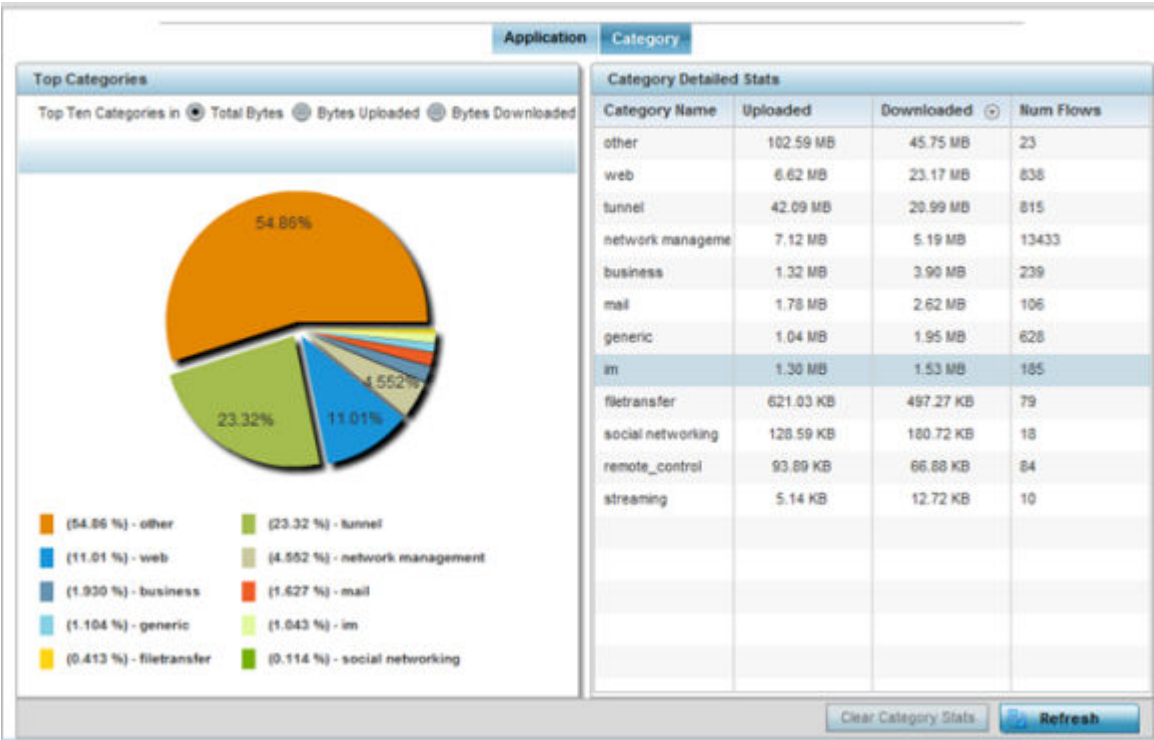 Application Category
Top Categories
Top Ten Categories in Total Bytes Bytes Uploaded Bytes Downloaded
54.86%
4.552%
23.32%
11.01%
(54.86 %) - other (23.32 %) - tunnel
(11.01 %) - web (4.552 %) - network management
(1.930 %) - business (1.627 %) - mail
(1.104 %) - generic (1.043 %) - im
(0.413 %) - filetransfer (0.114 %) - social networking
Category Detailed Stats
Category Name Uploaded Downloaded Num Flows
other 102.59 MB 45.75 MB 23
web 6.62 MB 23.17 MB 838
tunnel 42.09 MB 20.99 MB 815
network manageme 7.12 MB 5.19 MB 13433
business 1.32 MB 3.90 MB 239
mail 1.78 MB 2.62 MB 106
generic 1.04 MB 1.95 MB 628
im 1.30 MB 1.53 MB 185
filetransfer 621.03 KB 497.27 KB 79
social networking 128.59 KB 180.72 KB 18
remote_control 93.89 KB 66.88 KB 84
streaming 5.14 KB 12.72 KB 10
Clear Category Stats Refresh